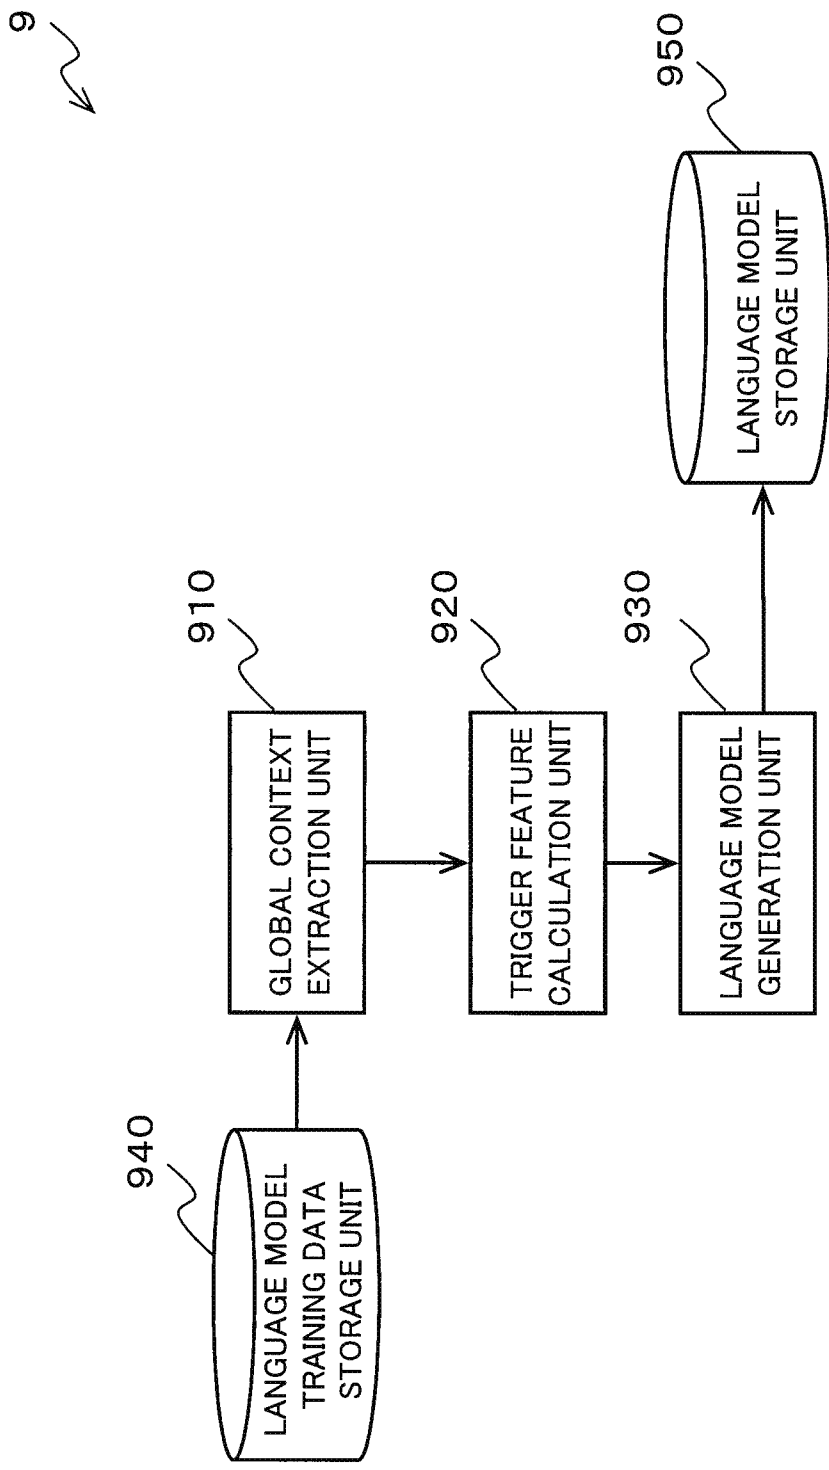 9
940
LANGUAGE MODEL
TRAINING DATA
STORAGE UNIT
910
GLOBAL CONTEXT
EXTRACTION UNIT
920
TRIGGER FEATURE
CALCULATION UNIT
930
LANGUAGE MODEL
GENERATION UNIT
950
LANGUAGE MODEL
STORAGE UNIT